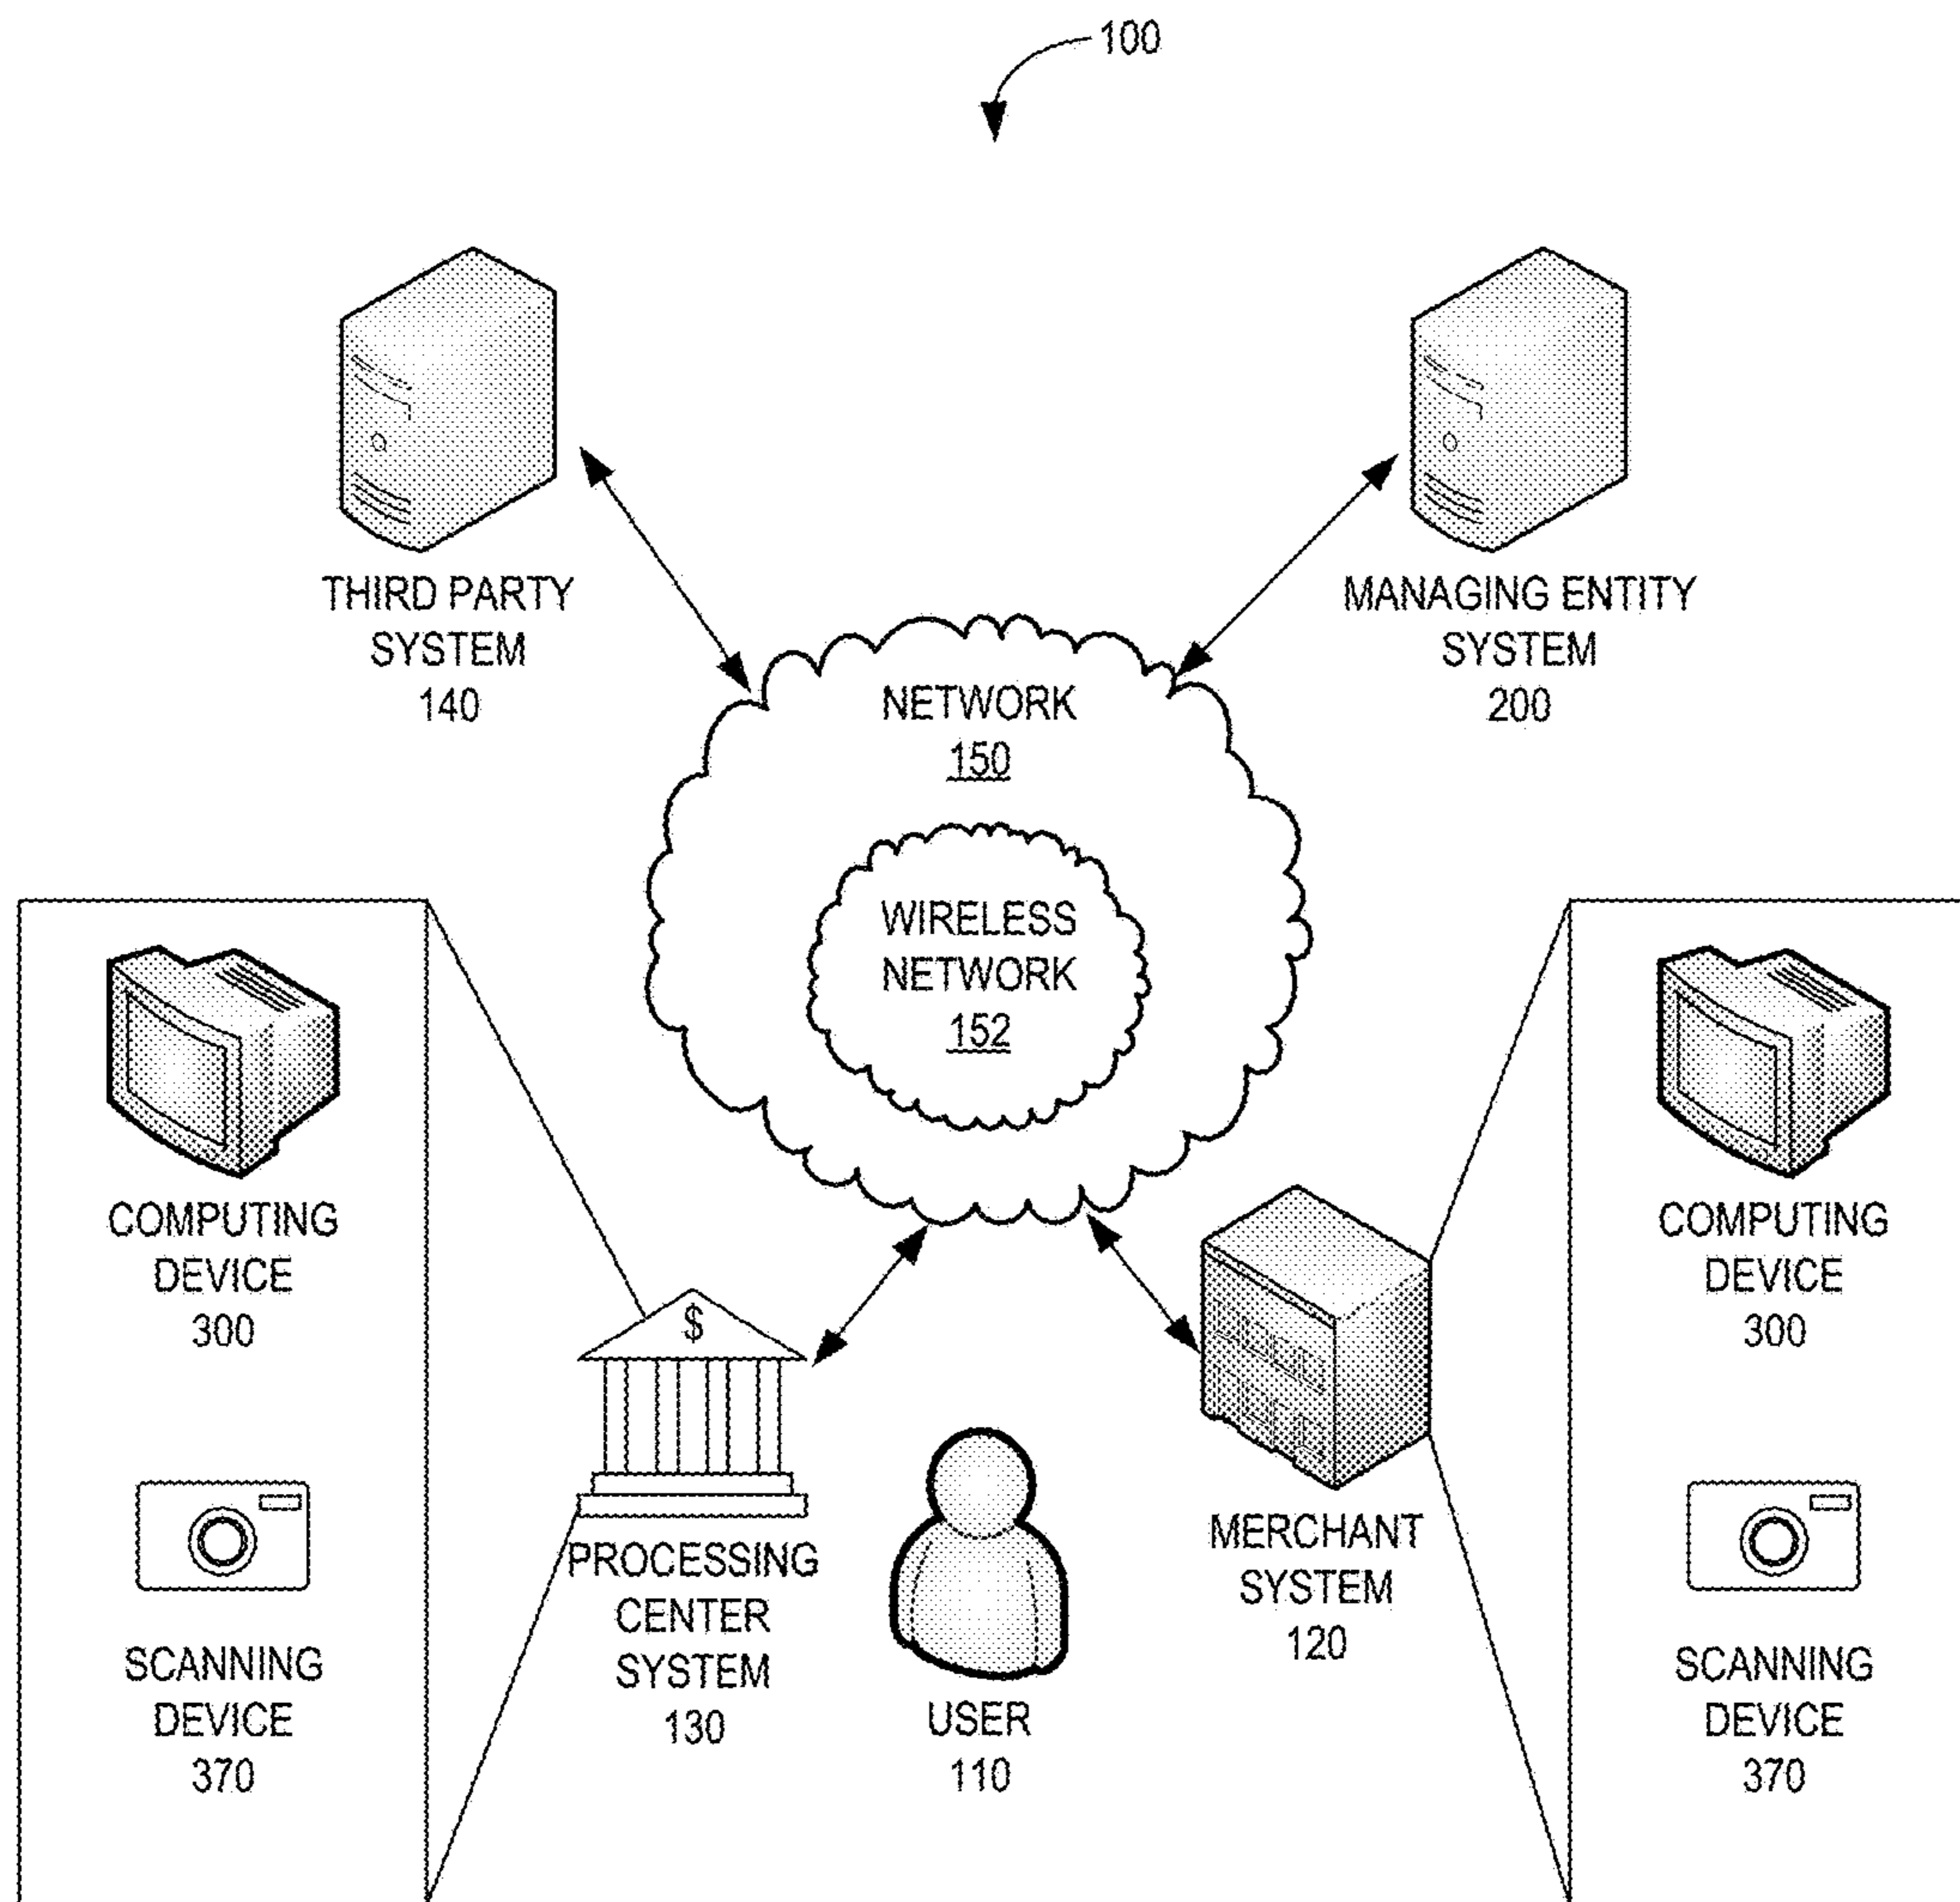 100
THIRD PARTY
SYSTEM
140
MANAGING ENTITY
SYSTEM
200
NETWORK
150
WIRELESS
NETWORK
152
COMPUTING
DEVICE
300
SCANNING
DEVICE
370
$
PROCESSING
CENTER
SYSTEM
130
USER
110
MERCHANT
SYSTEM
120
COMPUTING
DEVICE
300
SCANNING
DEVICE
370